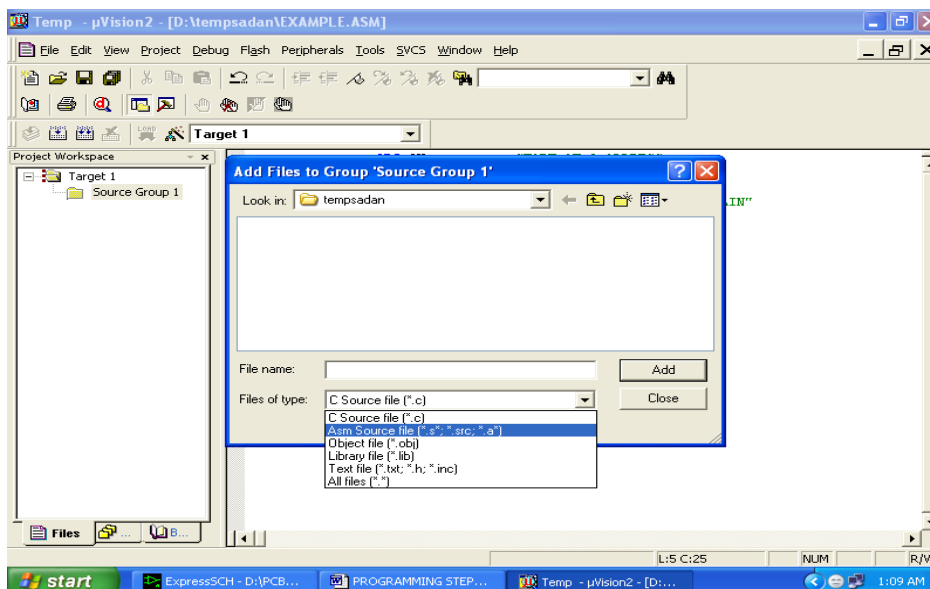 Temp - µVision2 - [D:\tempsadan\EXAMPLE.ASM]
File Edit View Project Debug Flash Peripherals Tools SVCS Window Help
Target 1
Project Workspace
Target 1
Source Group 1
Add Files to Group 'Source Group 1'
Look in: tempsadan
AIN"
File name:
Add
Files of type: C Source file (*.c)
Close
C Source file (*.c)
Asm Source file (*.s*; *.src; *.a*)
Object file (*.obj)
Library file (*.lib)
Text file (*.txt; *.h; *.inc)
All files (*.*)
Files ... B...
L:5 C:25 NUM R/W
start ExpressSCH - D:\PCB... PROGRAMMING STEP... Temp - µVision2 - [D:... 1:09 AM